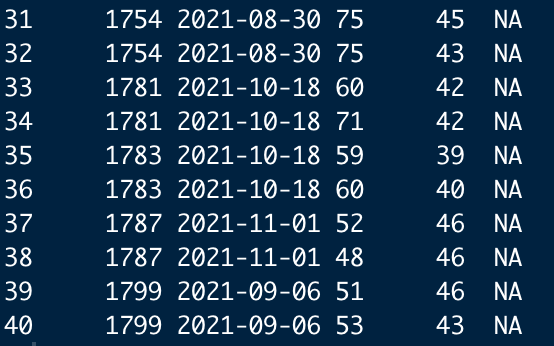 31 1754 2021-08-30 75 45 NA
32 1754 2021-08-30 75 43 NA
33 1781 2021-10-18 60 42 NA
34 1781 2021-10-18 71 42 NA
35 1783 2021-10-18 59 39 NA
36 1783 2021-10-18 60 40 NA
37 1787 2021-11-01 52 46 NA
38 1787 2021-11-01 48 46 NA
39 1799 2021-09-06 51 46 NA
40 1799 2021-09-06 53 43 NA